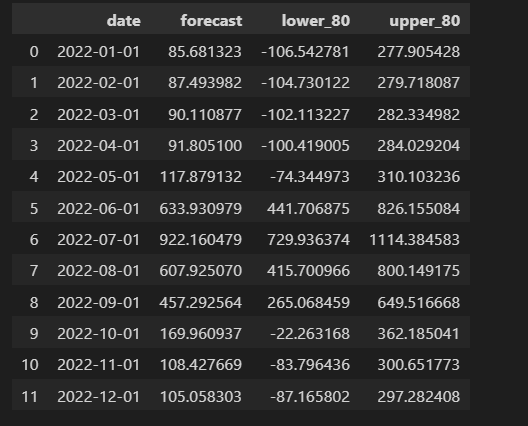 date forecast lower_80 upper_80
0 2022-01-01 85.681323 -106.542781 277.905428
1 2022-02-01 87.493982 -104.730122 279.718087
2 2022-03-01 90.110877 -102.113227 282.334982
3 2022-04-01 91.805100 -100.419005 284.029204
4 2022-05-01 117.879132 -74.344973 310.103236
5 2022-06-01 633.930979 441.706875 826.155084
6 2022-07-01 922.160479 729.936374 1114.384583
7 2022-08-01 607.925070 415.700966 800.149175
8 2022-09-01 457.292564 265.068459 649.516668
9 2022-10-01 169.960937 -22.263168 362.185041
10 2022-11-01 108.427669 -83.796436 300.651773
11 2022-12-01 105.058303 -87.165802 297.282408